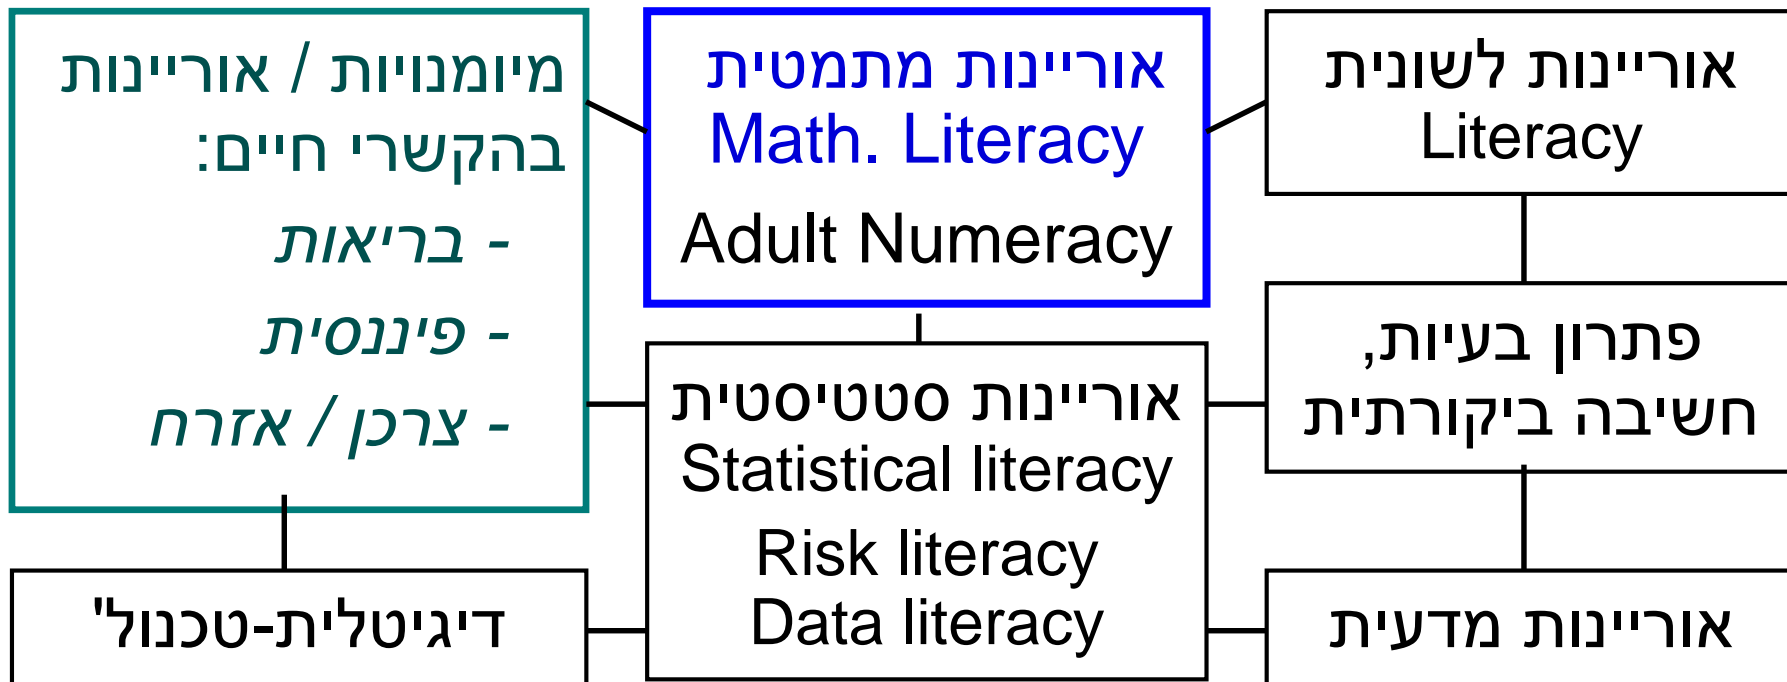 אוריינות לשונית
Literacy
אוריינות מתמטית
Math. Literacy
Adult Numeracy
מיומנויות / אוריינות
בהקשרי חיים:
- בריאות
- פיננסית
- צרכן / אזרח
פתרון בעיות,
חשיבה ביקורתית
אוריינות סטטיסטית
Statistical literacy
Risk literacy
Data literacy
אוריינות מדעית
דיגיטלית-טכנול'